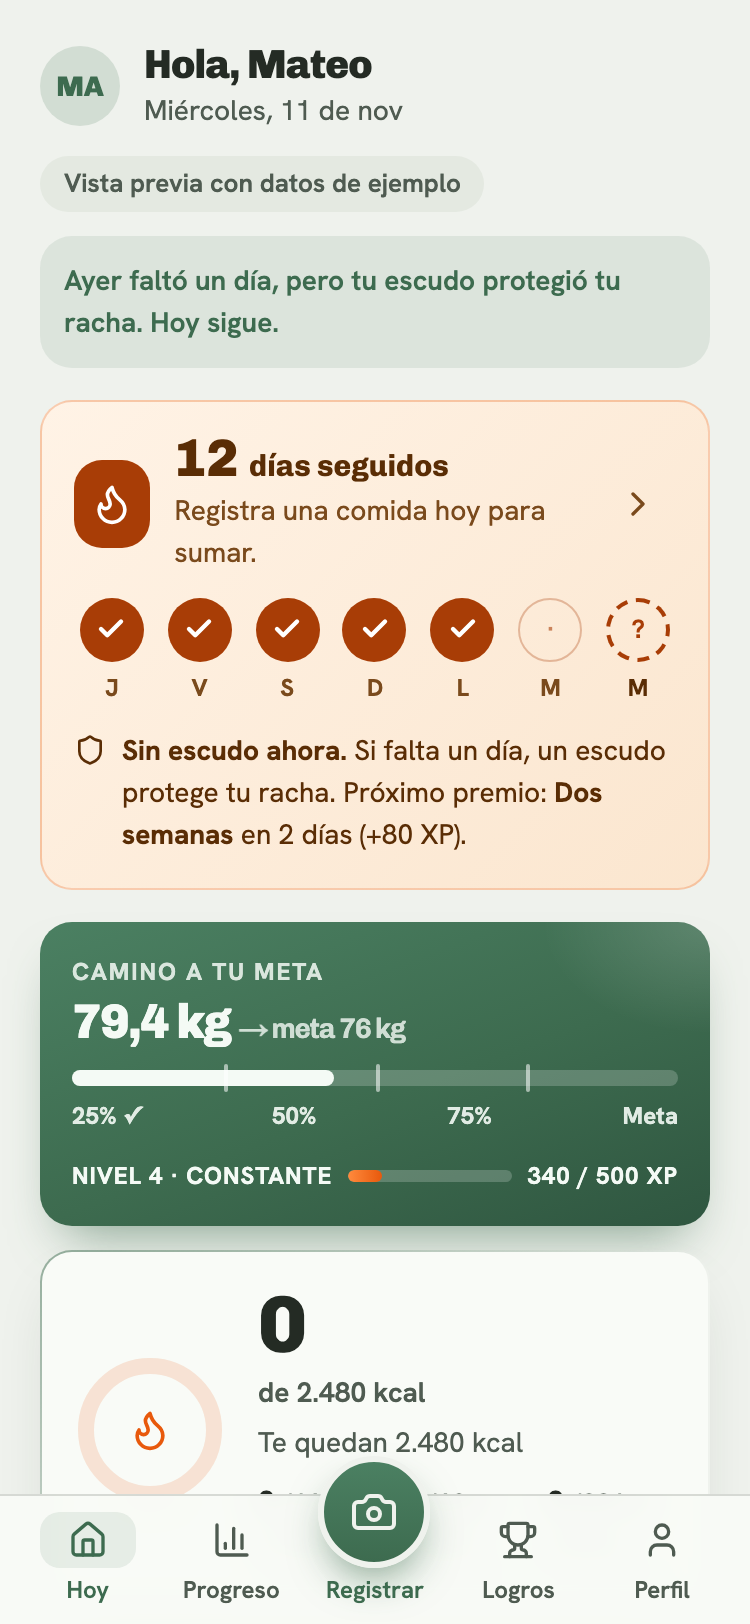 MA
Hola, Mateo
Miércoles, 11 de nov
Vista previa con datos de ejemplo
Ayer faltó un día, pero tu escudo protegió tu
racha. Hoy sigue.
12 días seguidos
Registra una comida hoy para
sumar.
· ?
J V S D L M M
Sin escudo ahora. Si falta un día, un escudo
protege tu racha. Próximo premio: Dos
semanas en 2 días (+80 XP).
CAMINO A TU META
79,4 kg → meta 76 kg
25% ✓ 50% 75% Meta
NIVEL 4 · CONSTANTE 340 / 500 XP
0
de 2.480 kcal
Te quedan 2.480 kcal
Hoy Progreso Registrar Logros Perfil